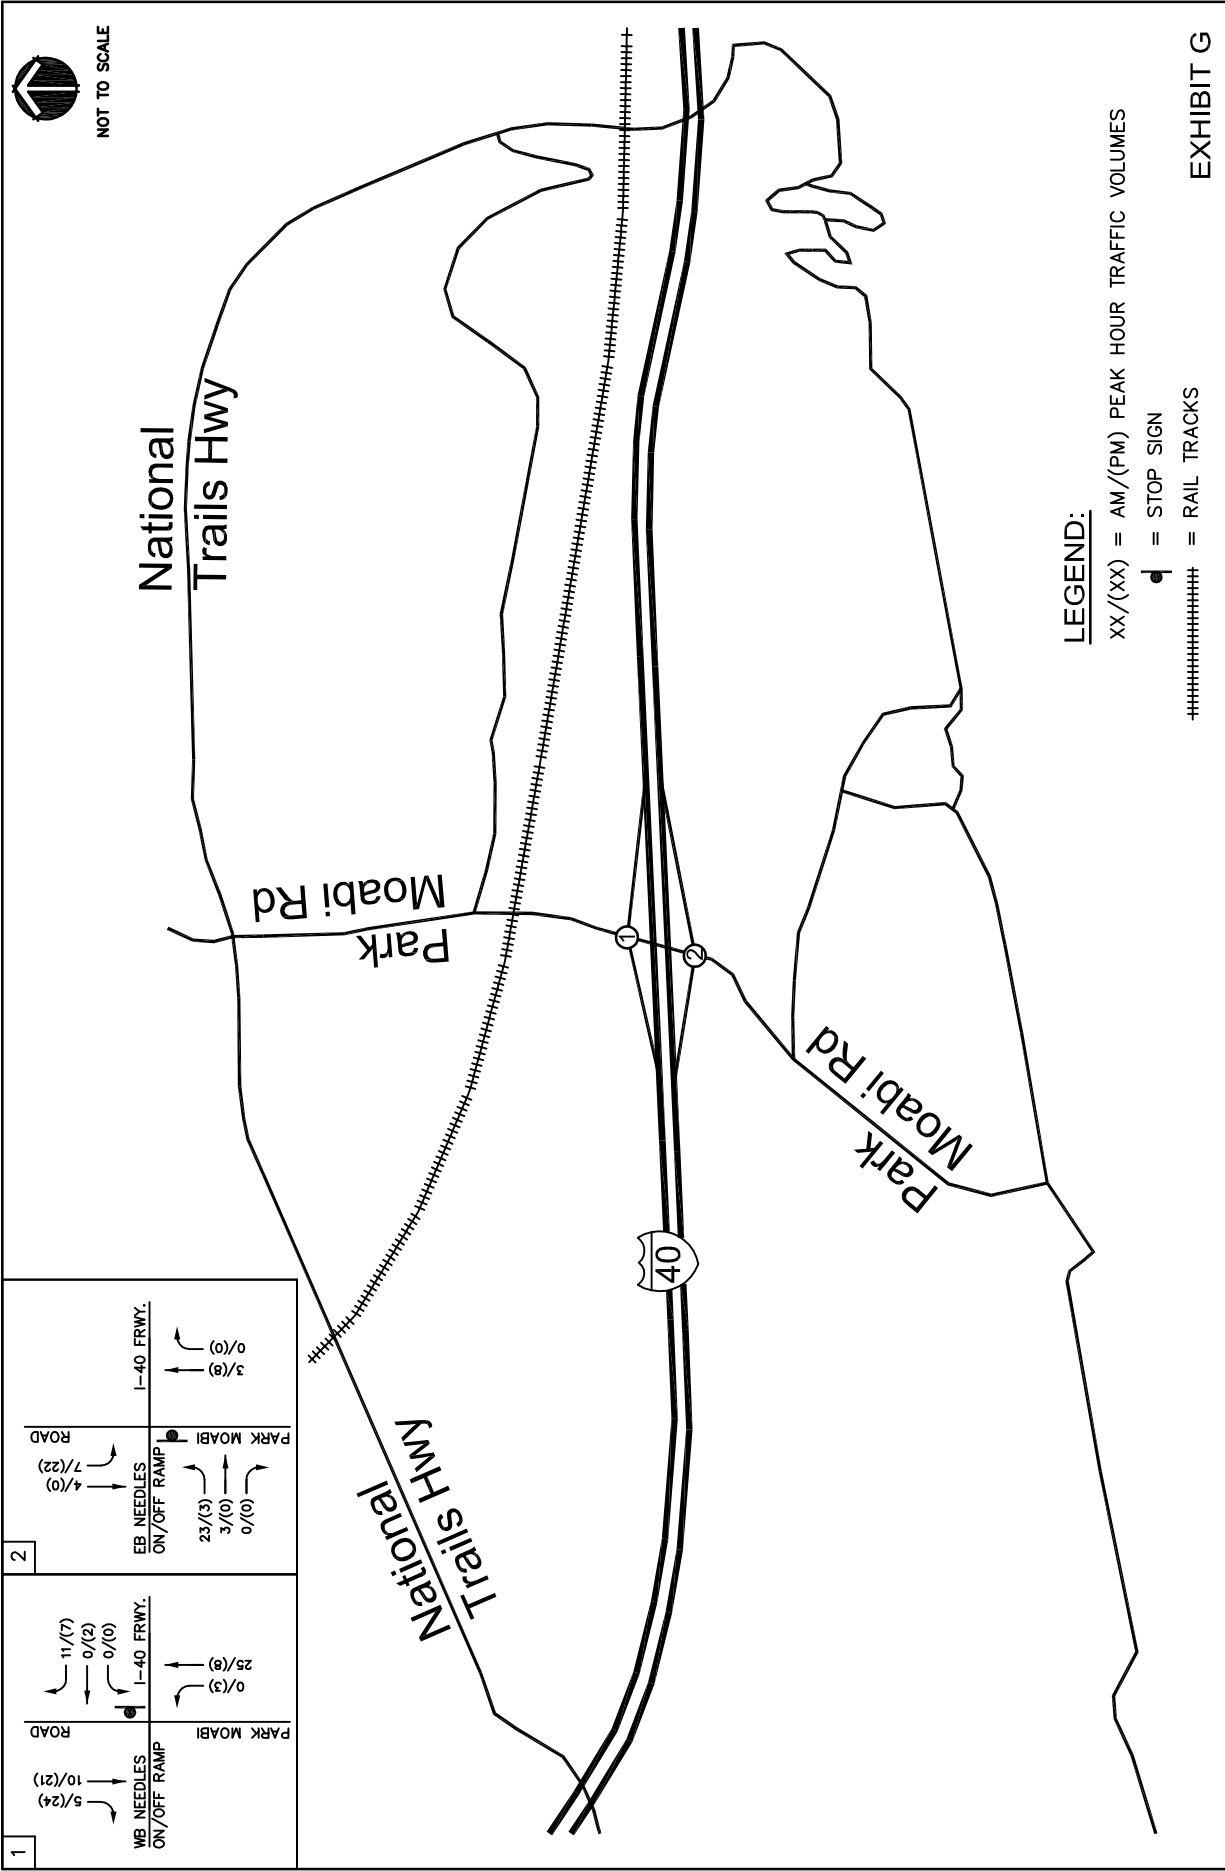 1
WB NEEDLES
ON/OFF RAMP
I-40 FRWY.
PARK MOABI
ROAD
5/(24)
10/(21)
11/(7)
0/(2)
0/(0)
0/(3)
25/(8)
2
EB NEEDLES
ON/OFF RAMP
I-40 FRWY.
PARK MOABI
ROAD
4/(0)
7/(22)
23/(3)
3/(0)
0/(0)
3/(8)
0/(0)
NOT TO SCALE
National
Trails Hwy
National
Trails Hwy
Park
Moabi Rd
1
2
40
Park
Moabi Rd
LEGEND:
XX/(XX) = AM/(PM) PEAK HOUR TRAFFIC VOLUMES
= STOP SIGN
= RAIL TRACKS
EXHIBIT G